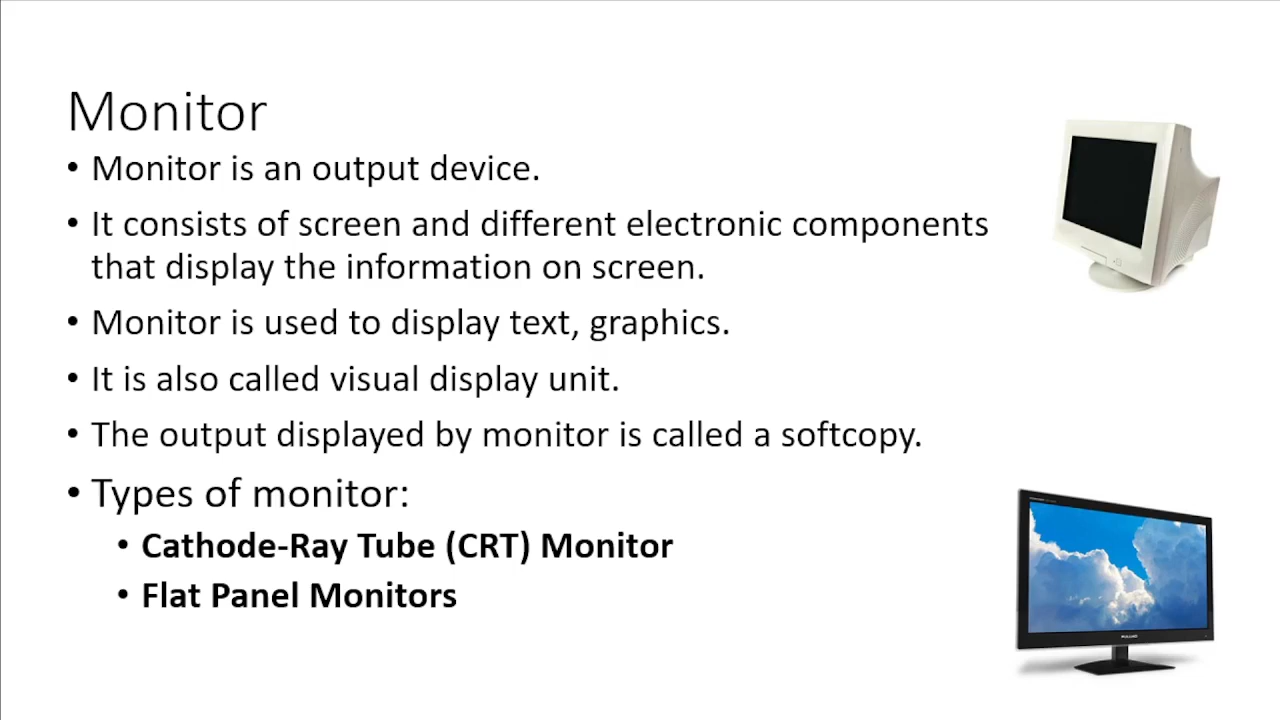 Monitor
• Monitor is an output device.
• It consists of screen and different electronic components
that display the information on screen.
• Monitor is used to display text, graphics.
• It is also called visual display unit.
• The output displayed by monitor is called a softcopy.
• Types of monitor:
• Cathode-Ray Tube (CRT) Monitor
• Flat Panel Monitors